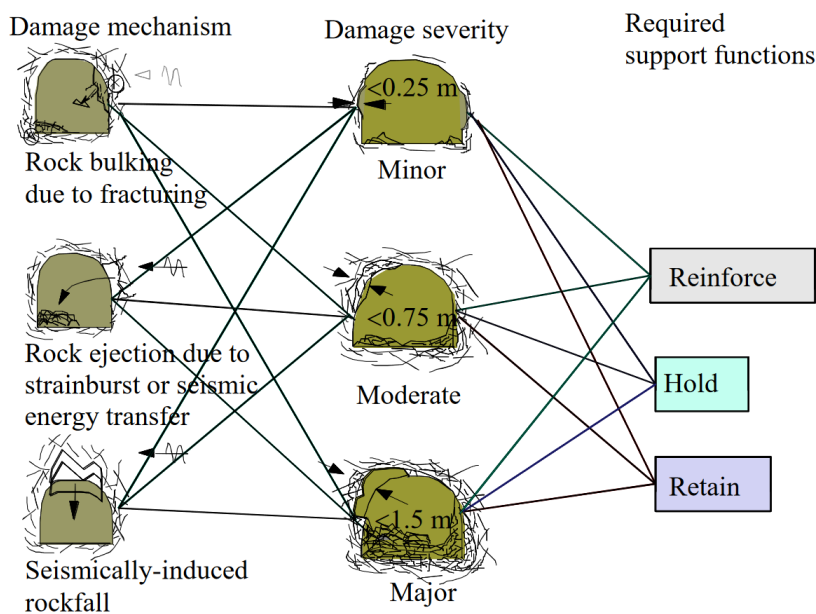 Damage mechanism
Damage severity
Required
support functions
<0.25 m
Rock bulking
due to fracturing
Minor
Reinforce
<0.75 m
Rock ejection due to
strainburst or seismic
energy transfer
Moderate
Hold
Retain
<1.5 m
Seismically-induced
rockfall
Major